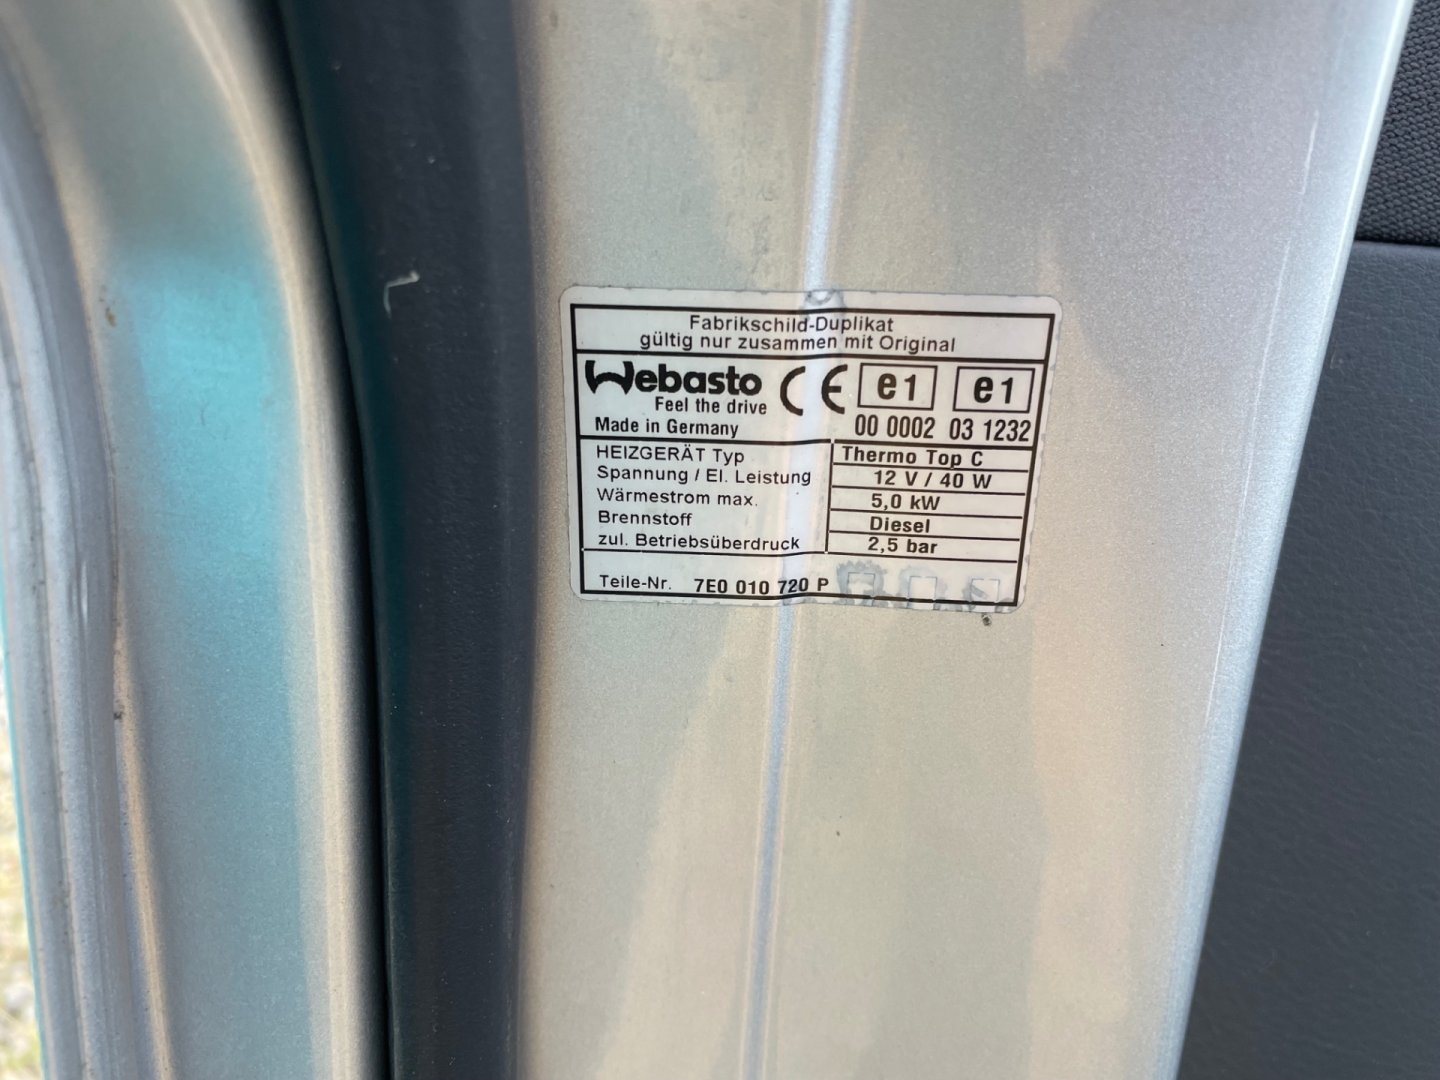 Fabrikschild-Duplikat
gültig nur zusammen mit Original
Webasto CE e1 e1
Feel the drive
Made in Germany 00 0002 03 1232
HEIZGERÄT Typ Thermo Top C
Spannung / El. Leistung 12 V / 40 W
Wärmestrom max. 5,0 kW
Brennstoff Diesel
zul. Betriebsüberdruck 2,5 bar
Teile-Nr. 7E0 010 720 P